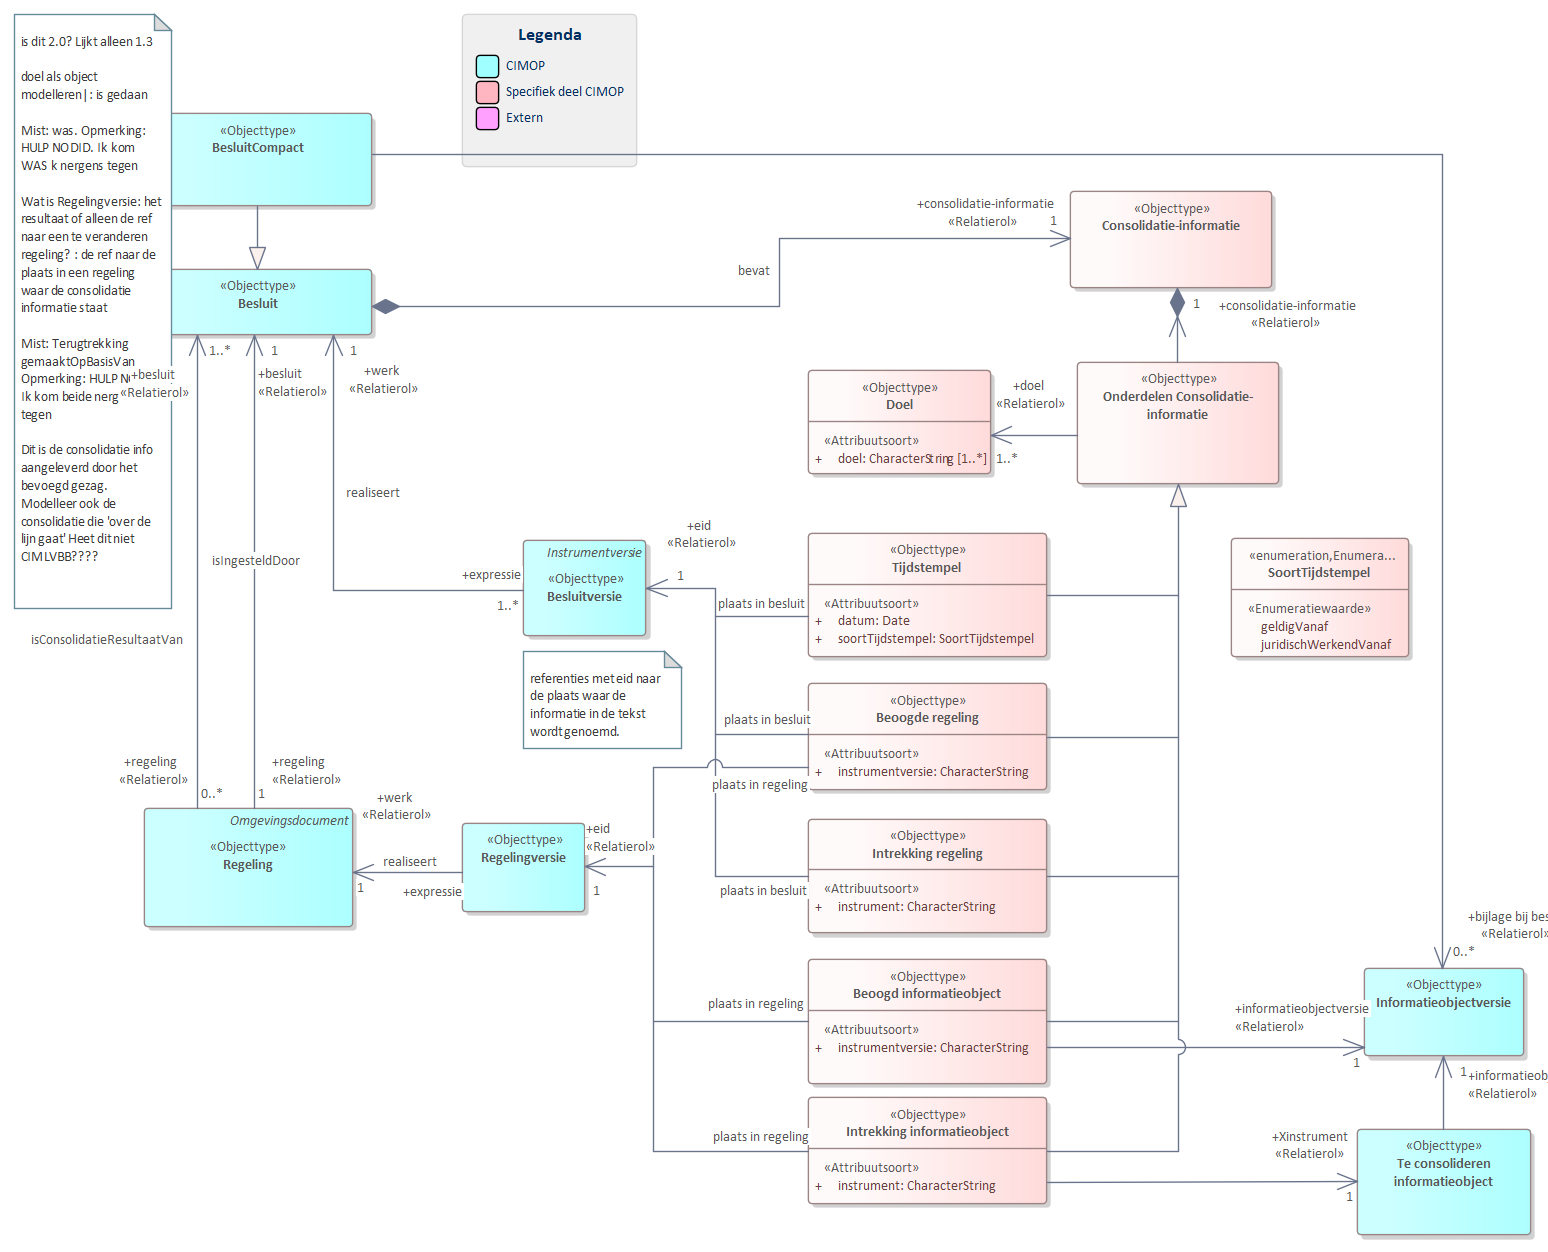 is dit 2.0? Lijkt alleen 1.3
doel als object
modelleren|: is gedaan
Mist: was. Opmerking:
HULP NODID. Ik kom
WAS k nergens tegen
Wat is Regelingversie: het
resultaat of alleen de ref
naar een te veranderen
regeling? : de ref naar de
plaats in een regeling
waar de consolidatie
informatie staat
Mist: Terugtrekking
gemaaktOpBasisVan
Opmerking: HULP
Ik kom beide nerg
tegen
Dit is de consolidatie info
aangeleverd door het
bevoegd gezag.
Modelleer ook de
consolidatie die 'over de
lijn gaat' Heet dit niet
CIMLVBB????
Legenda
CIMOP
Specifiek deel CIMOP
Extern
«Objecttype»
BesluitCompact
«Objecttype»
Besluit
+consolidatie-informatie
«Relatierol»
1
bevat
«Objecttype»
Consolidatie-informatie
1
+consolidatie-informatie
«Relatierol»
1..*
+besluit
«Relatierol»
1
+besluit
«Relatierol»
1
+werk
«Relatierol»
«Objecttype»
Doel
«Attribuutsoort»
+ doel: CharacterString [1..*]
+doel
«Relatierol»
1..*
«Objecttype»
Onderdelen Consolidatie-
informatie
realiseert
isIngesteldDoor
isConsolidatieResultaatVan
+expressie
1..*
Instrumentversie
«Objecttype»
Besluitversie
+eid
«Relatierol»
1
referenties met eid naar
de plaats waar de
informatie in de tekst
wordt genoemd.
plaats in besluit
«Objecttype»
Tijdstempel
«Attribuutsoort»
+ datum: Date
+ soortTijdstempel: SoortTijdstempel
«enumeration,Enumera...
SoortTijdstempel
«Enumeratiewaarde»
geldigVanaf
juridischWerkendVanaf
plaats in besluit
plaats in regeling
«Objecttype»
Beoogde regeling
«Attribuutsoort»
+ instrumentversie: CharacterString
+regeling
«Relatierol»
0..*
+regeling
«Relatierol»
1
Omgevingsdocument
«Objecttype»
Regeling
+werk
«Relatierol»
1
realiseert
+expressie
«Objecttype»
Regelingversie
+eid
«Relatierol»
1
plaats in besluit
«Objecttype»
Intrekking regeling
«Attribuutsoort»
+ instrument: CharacterString
plaats in regeling
«Objecttype»
Beoogd informatieobject
«Attribuutsoort»
+ instrumentversie: CharacterString
+informatieobjectversie
«Relatierol»
1
+bijlage bij bes
«Relatierol»
0..*
«Objecttype»
Informatieobjectversie
1
+informatieob
«Relatierol»
plaats in regeling
«Objecttype»
Intrekking informatieobject
«Attribuutsoort»
+ instrument: CharacterString
+Xinstrument
«Relatierol»
1
«Objecttype»
Te consolideren
informatieobject